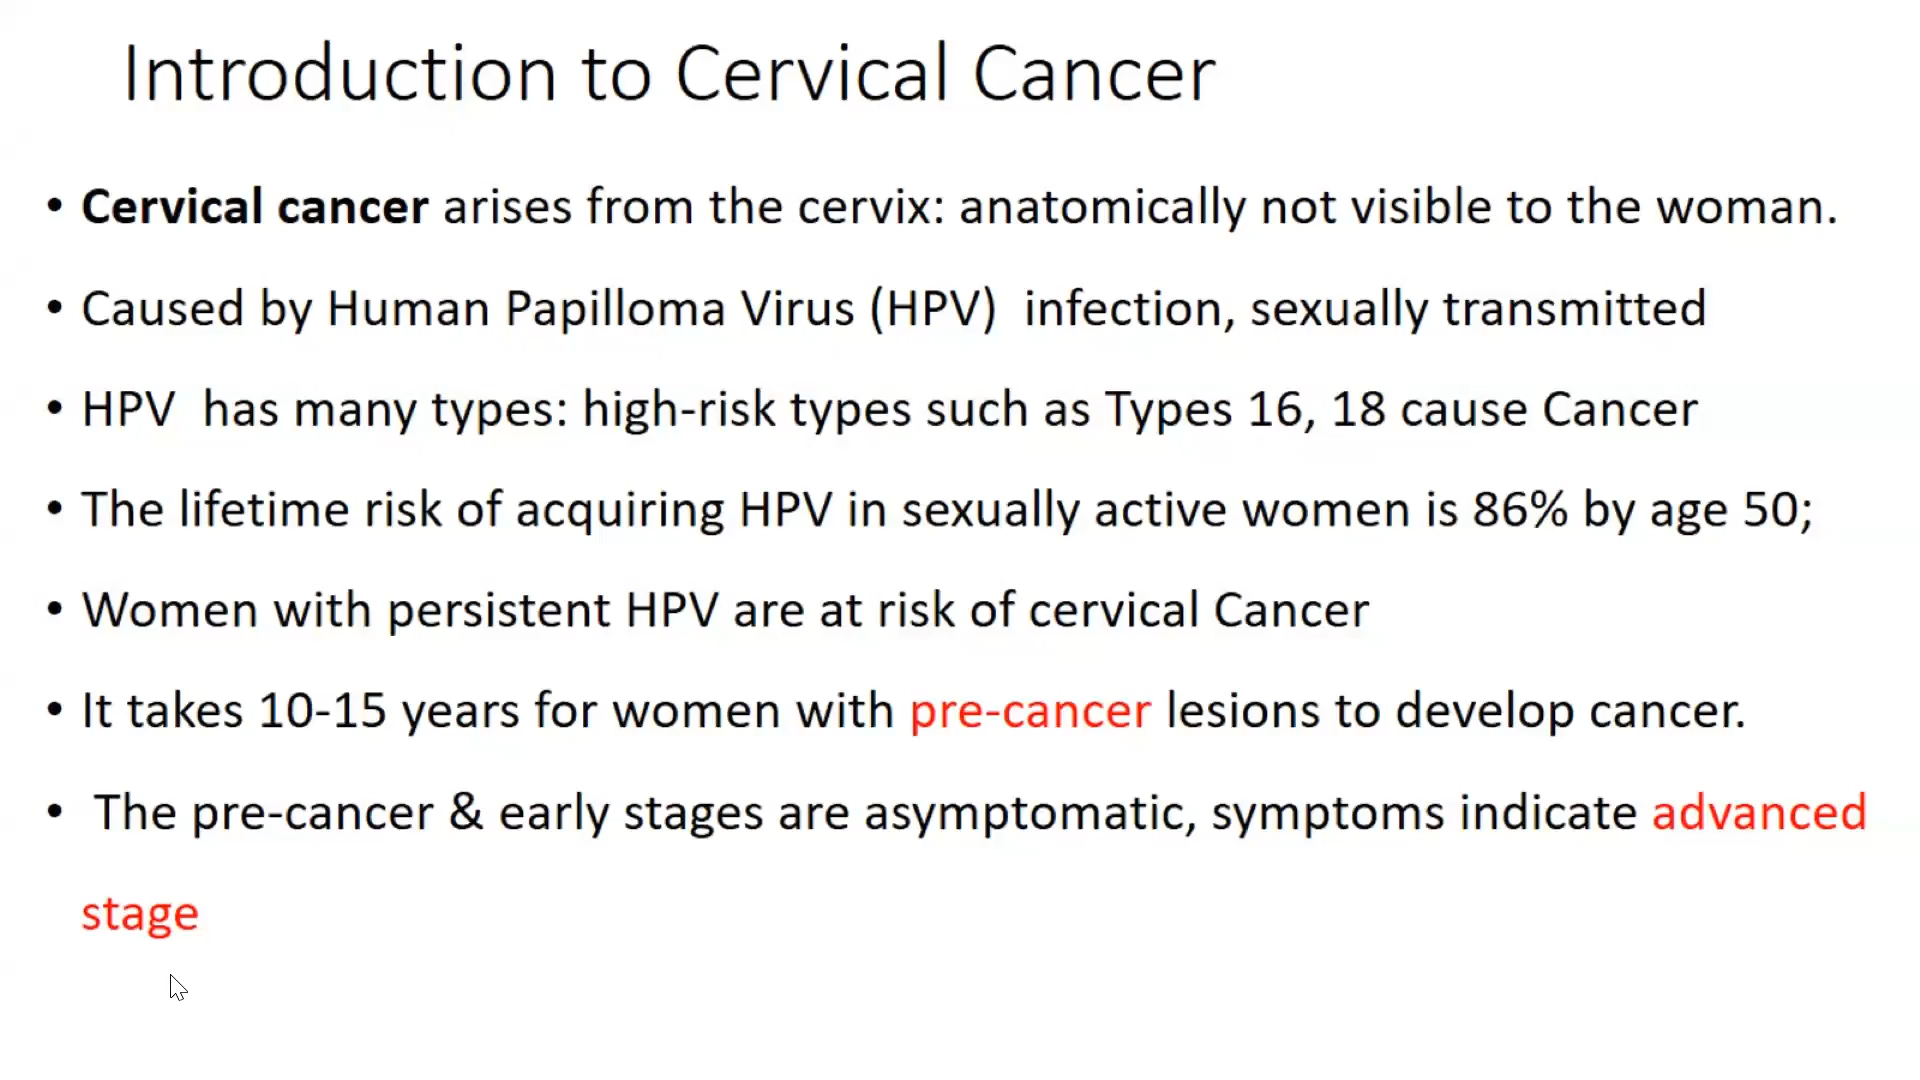 Introduction to Cervical Cancer
• Cervical cancer arises from the cervix: anatomically not visible to the woman.
• Caused by Human Papilloma Virus (HPV)  infection, sexually transmitted
• HPV  has many types: high-risk types such as Types 16, 18 cause Cancer
• The lifetime risk of acquiring HPV in sexually active women is 86% by age 50;
• Women with persistent HPV are at risk of cervical Cancer
• It takes 10-15 years for women with pre-cancer lesions to develop cancer.
•  The pre-cancer & early stages are asymptomatic, symptoms indicate advanced
stage